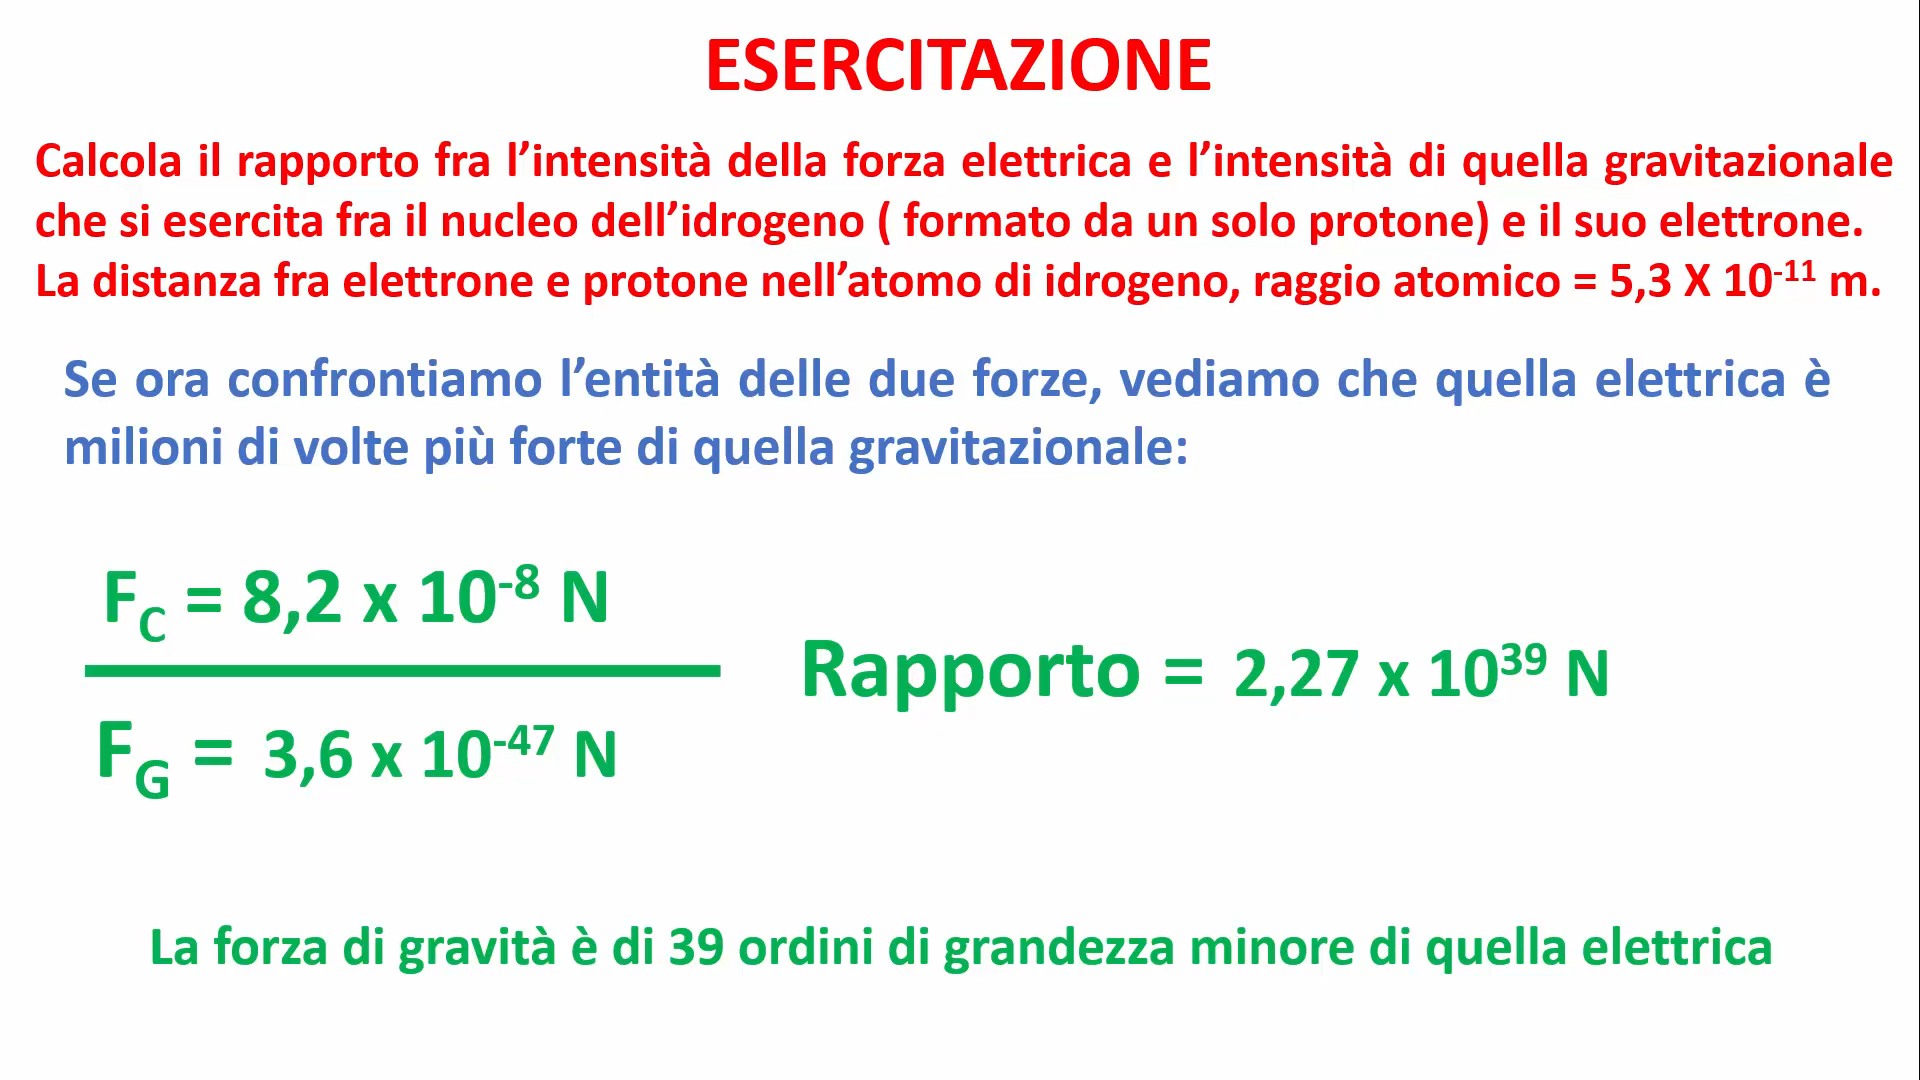 ESERCITAZIONE
Calcola il rapporto fra l’intensità della forza elettrica e l’intensità di quella gravitazionale
che si esercita fra il nucleo dell’idrogeno ( formato da un solo protone) e il suo elettrone.
La distanza fra elettrone e protone nell’atomo di idrogeno, raggio atomico = 5,3 X 10⁻¹¹ m.
Se ora confrontiamo l’entità delle due forze, vediamo che quella elettrica è
milioni di volte più forte di quella gravitazionale:
F_C = 8,2 x 10⁻⁸ N
F_G = 3,6 x 10⁻⁴⁷ N
Rapporto = 2,27 x 10³⁹ N
La forza di gravità è di 39 ordini di grandezza minore di quella elettrica